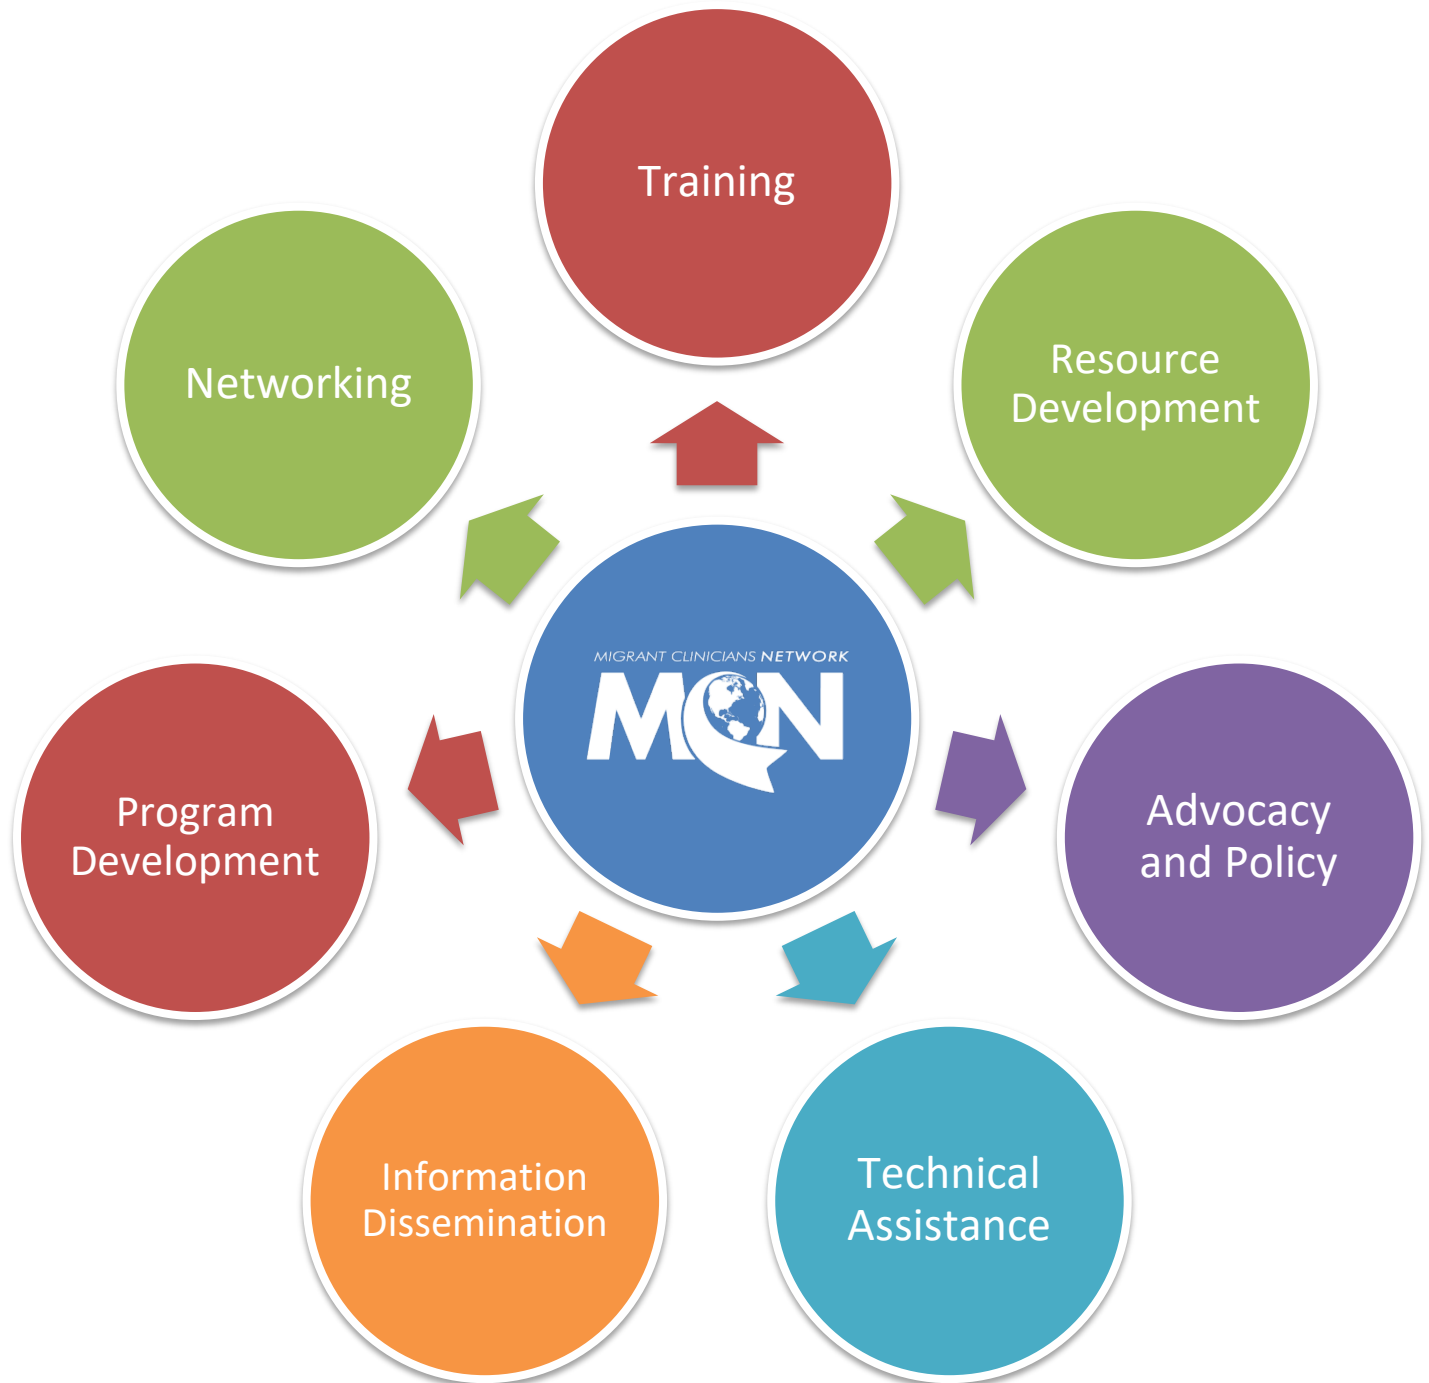 Training
Networking
Resource
Development
MIGRANT CLINICIANS NETWORK
MCN
Program
Development
Advocacy
and Policy
Information
Dissemination
Technical
Assistance